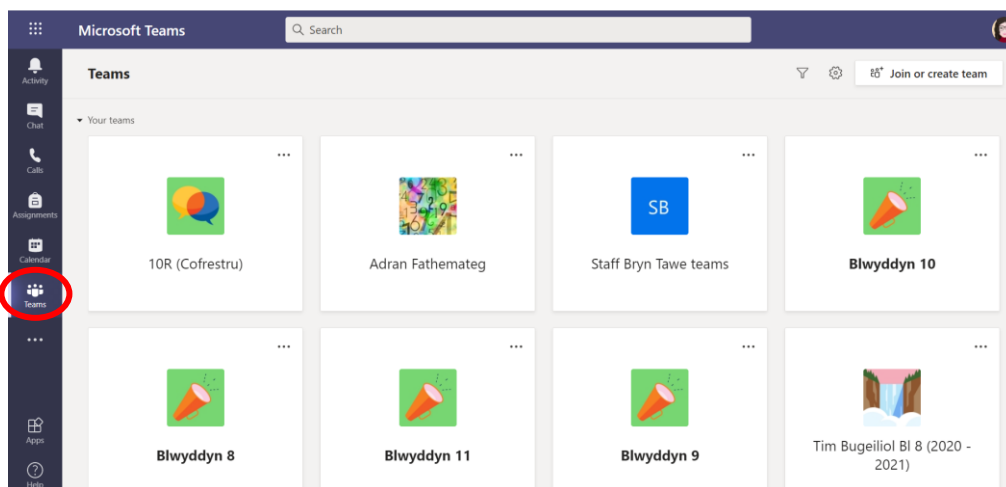 Microsoft Teams
Search
Activity
Chat
Calls
Assignments
Calendar
Teams
Apps
Help
Teams
Join or create team
Your teams
10R (Cofrestru)
Adran Fathemateg
SB
Staff Bryn Tawe teams
Blwyddyn 10
Blwyddyn 8
Blwyddyn 11
Blwyddyn 9
Tim Bugeiliol Bl 8 (2020 -
2021)